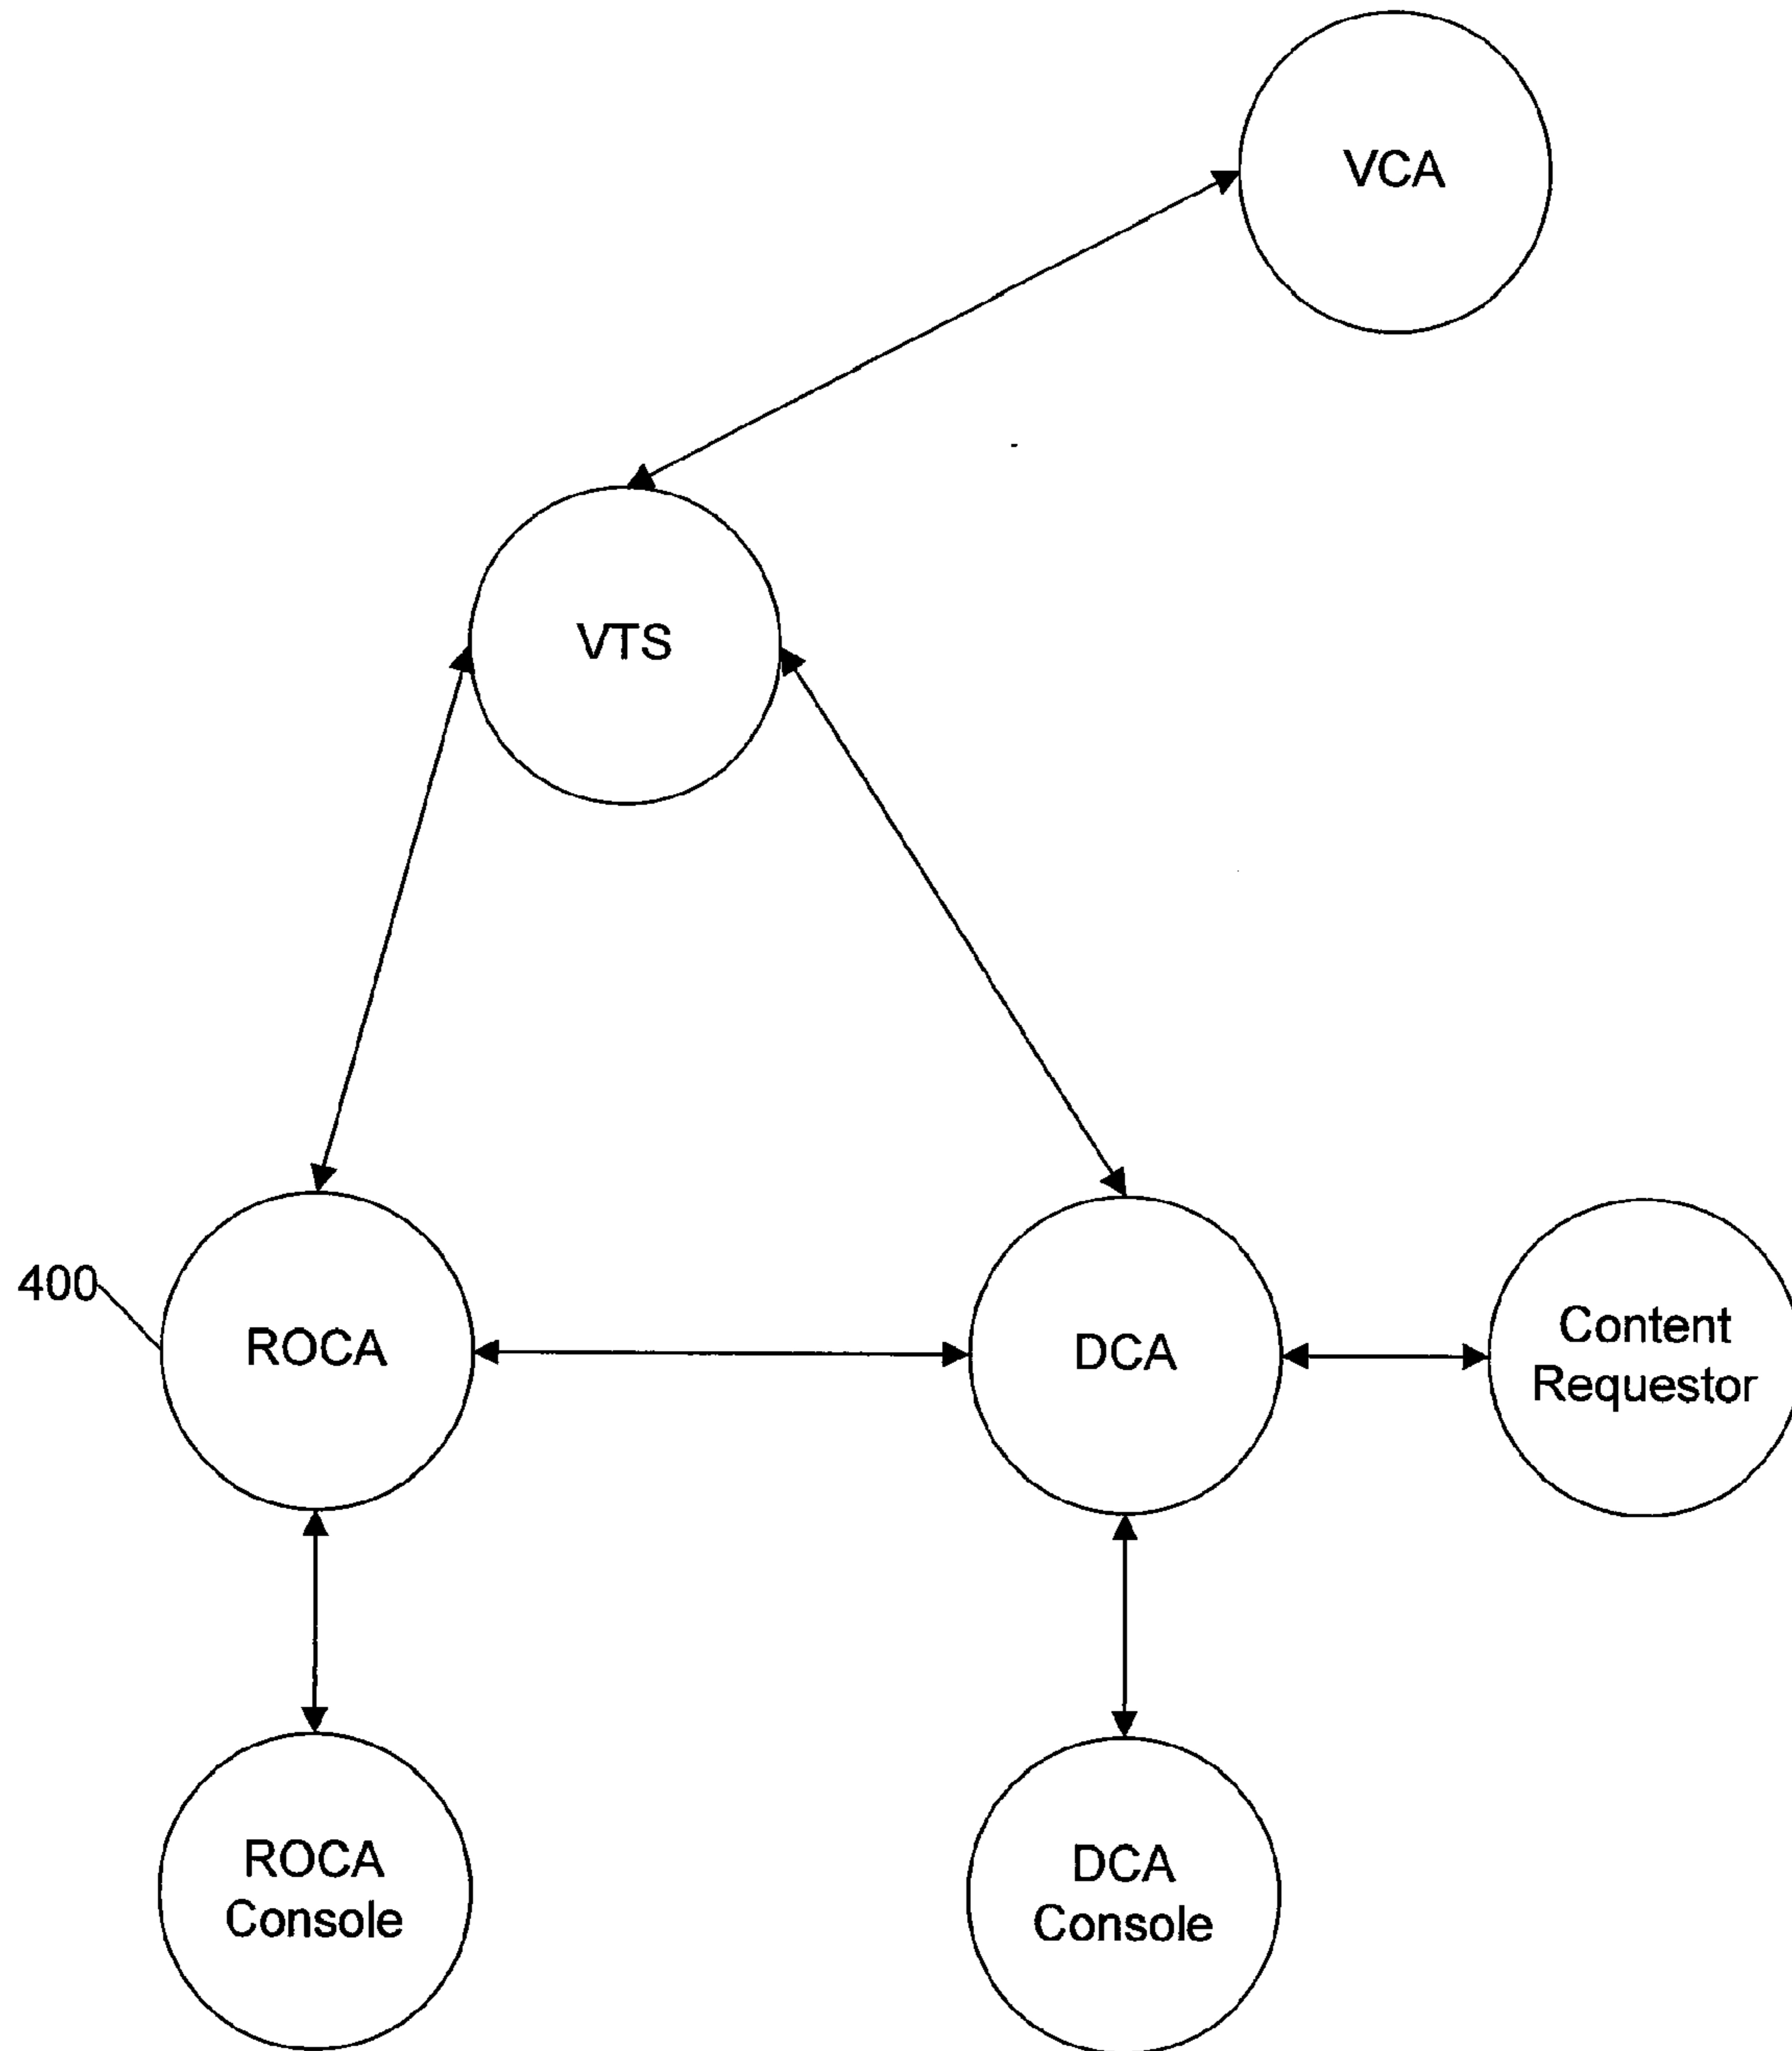 VCA
VTS
400
ROCA
DCA
Content
Requestor
ROCA
Console
DCA
Console